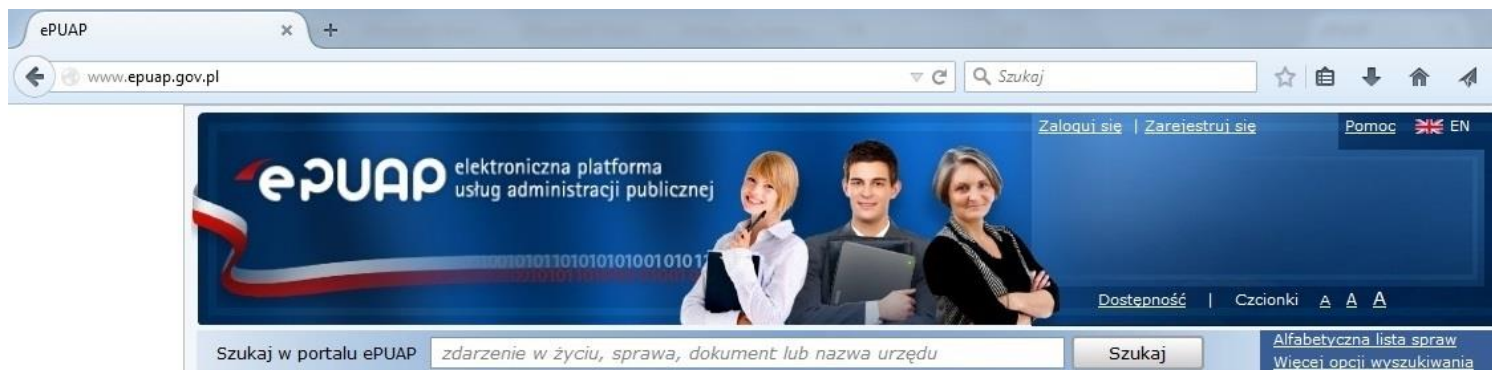 ePUAP
www.epuap.gov.pl
Szukaj
Zaloguj się | Zarejestruj się
Pomoc EN
ePUAP elektroniczna platforma
usług administracji publicznej
Dostępność | Czcionki A A A
Szukaj w portalu ePUAP zdarzenie w życiu, sprawa, dokument lub nazwa urzędu Szukaj
Alfabetyczna lista spraw
Więcej opcji wyszukiwania